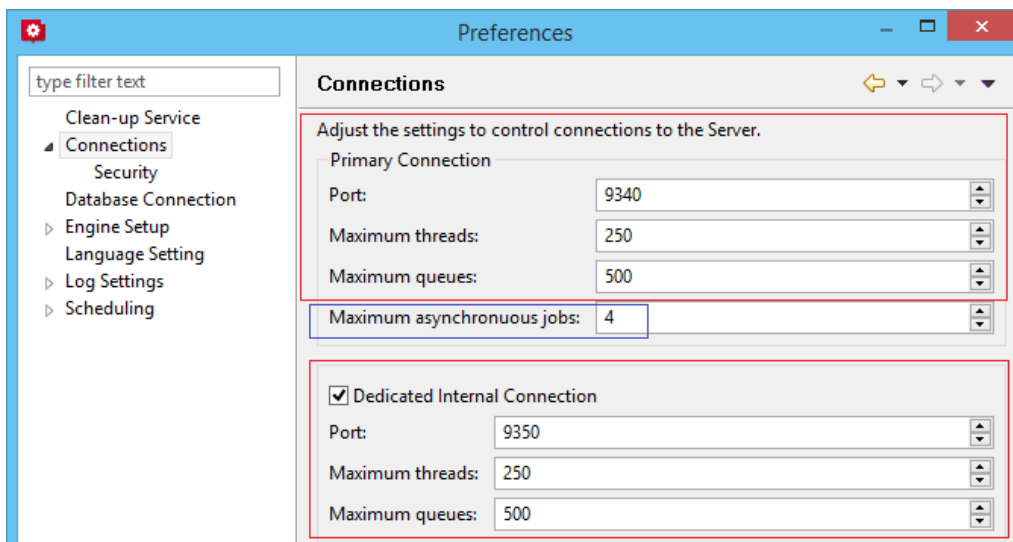 Preferences
type filter text
Clean-up Service
Connections
Security
Database Connection
Engine Setup
Language Setting
Log Settings
Scheduling
Connections
Adjust the settings to control connections to the Server.
Primary Connection
Port: 9340
Maximum threads: 250
Maximum queues: 500
Maximum asynchronuous jobs: 4
Dedicated Internal Connection
Port: 9350
Maximum threads: 250
Maximum queues: 500